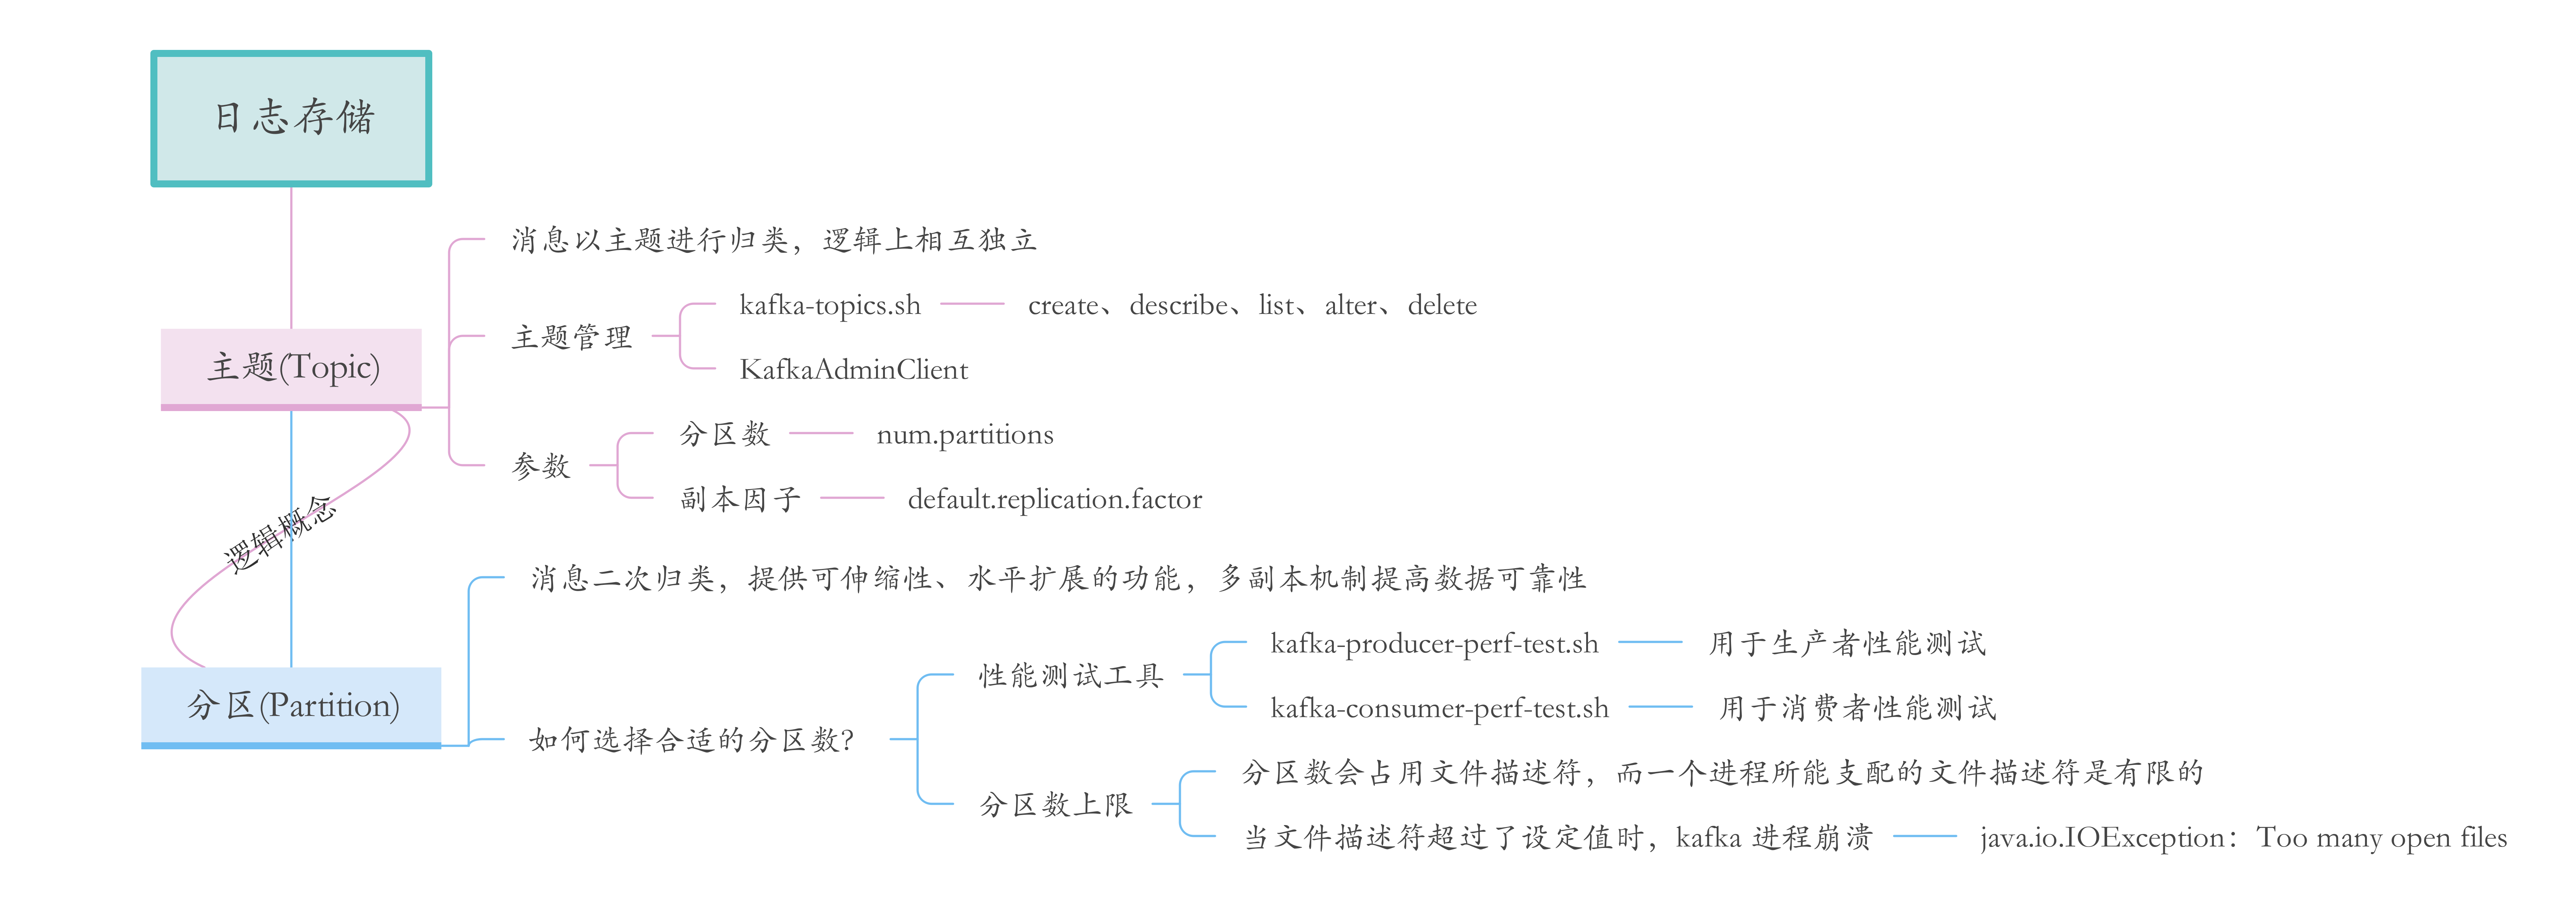 日志存储
主题(Topic)
消息以主题进行归类，逻辑上相互独立
主题管理
kafka-topics.sh
create、describe、list、alter、delete
KafkaAdminClient
参数
分区数
num.partitions
副本因子
default.replication.factor
逻辑概念
分区(Partition)
消息二次归类，提供可伸缩性、水平扩展的功能，多副本机制提高数据可靠性
如何选择合适的分区数？
性能测试工具
kafka-producer-perf-test.sh
用于生产者性能测试
kafka-consumer-perf-test.sh
用于消费者性能测试
分区数上限
分区数会占用文件描述符，而一个进程所能支配的文件描述符是有限的
当文件描述符超过了设定值时，kafka 进程崩溃
java.io.IOException：Too many open files